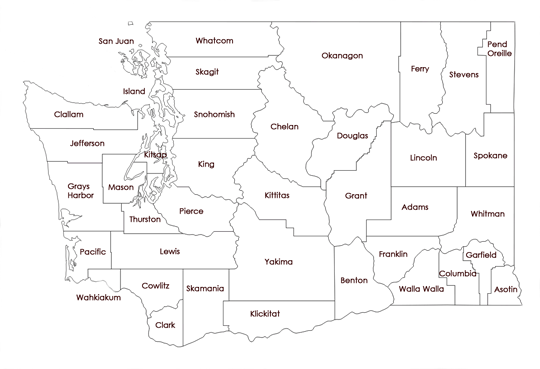 San Juan
Whatcom
Okanagon
Pend
Oreille
Ferry
Stevens
Skagit
Island
Clallam
Snohomish
Chelan
Douglas
Jefferson
Kitsap
King
Lincoln
Spokane
Grays
Harbor
Mason
Kittitas
Grant
Adams
Thurston
Pierce
Whitman
Pacific
Lewis
Yakima
Franklin
Garfield
Columbia
Benton
Walla Walla
Asotin
Wahkiakum
Cowlitz
Skamania
Klickitat
Clark